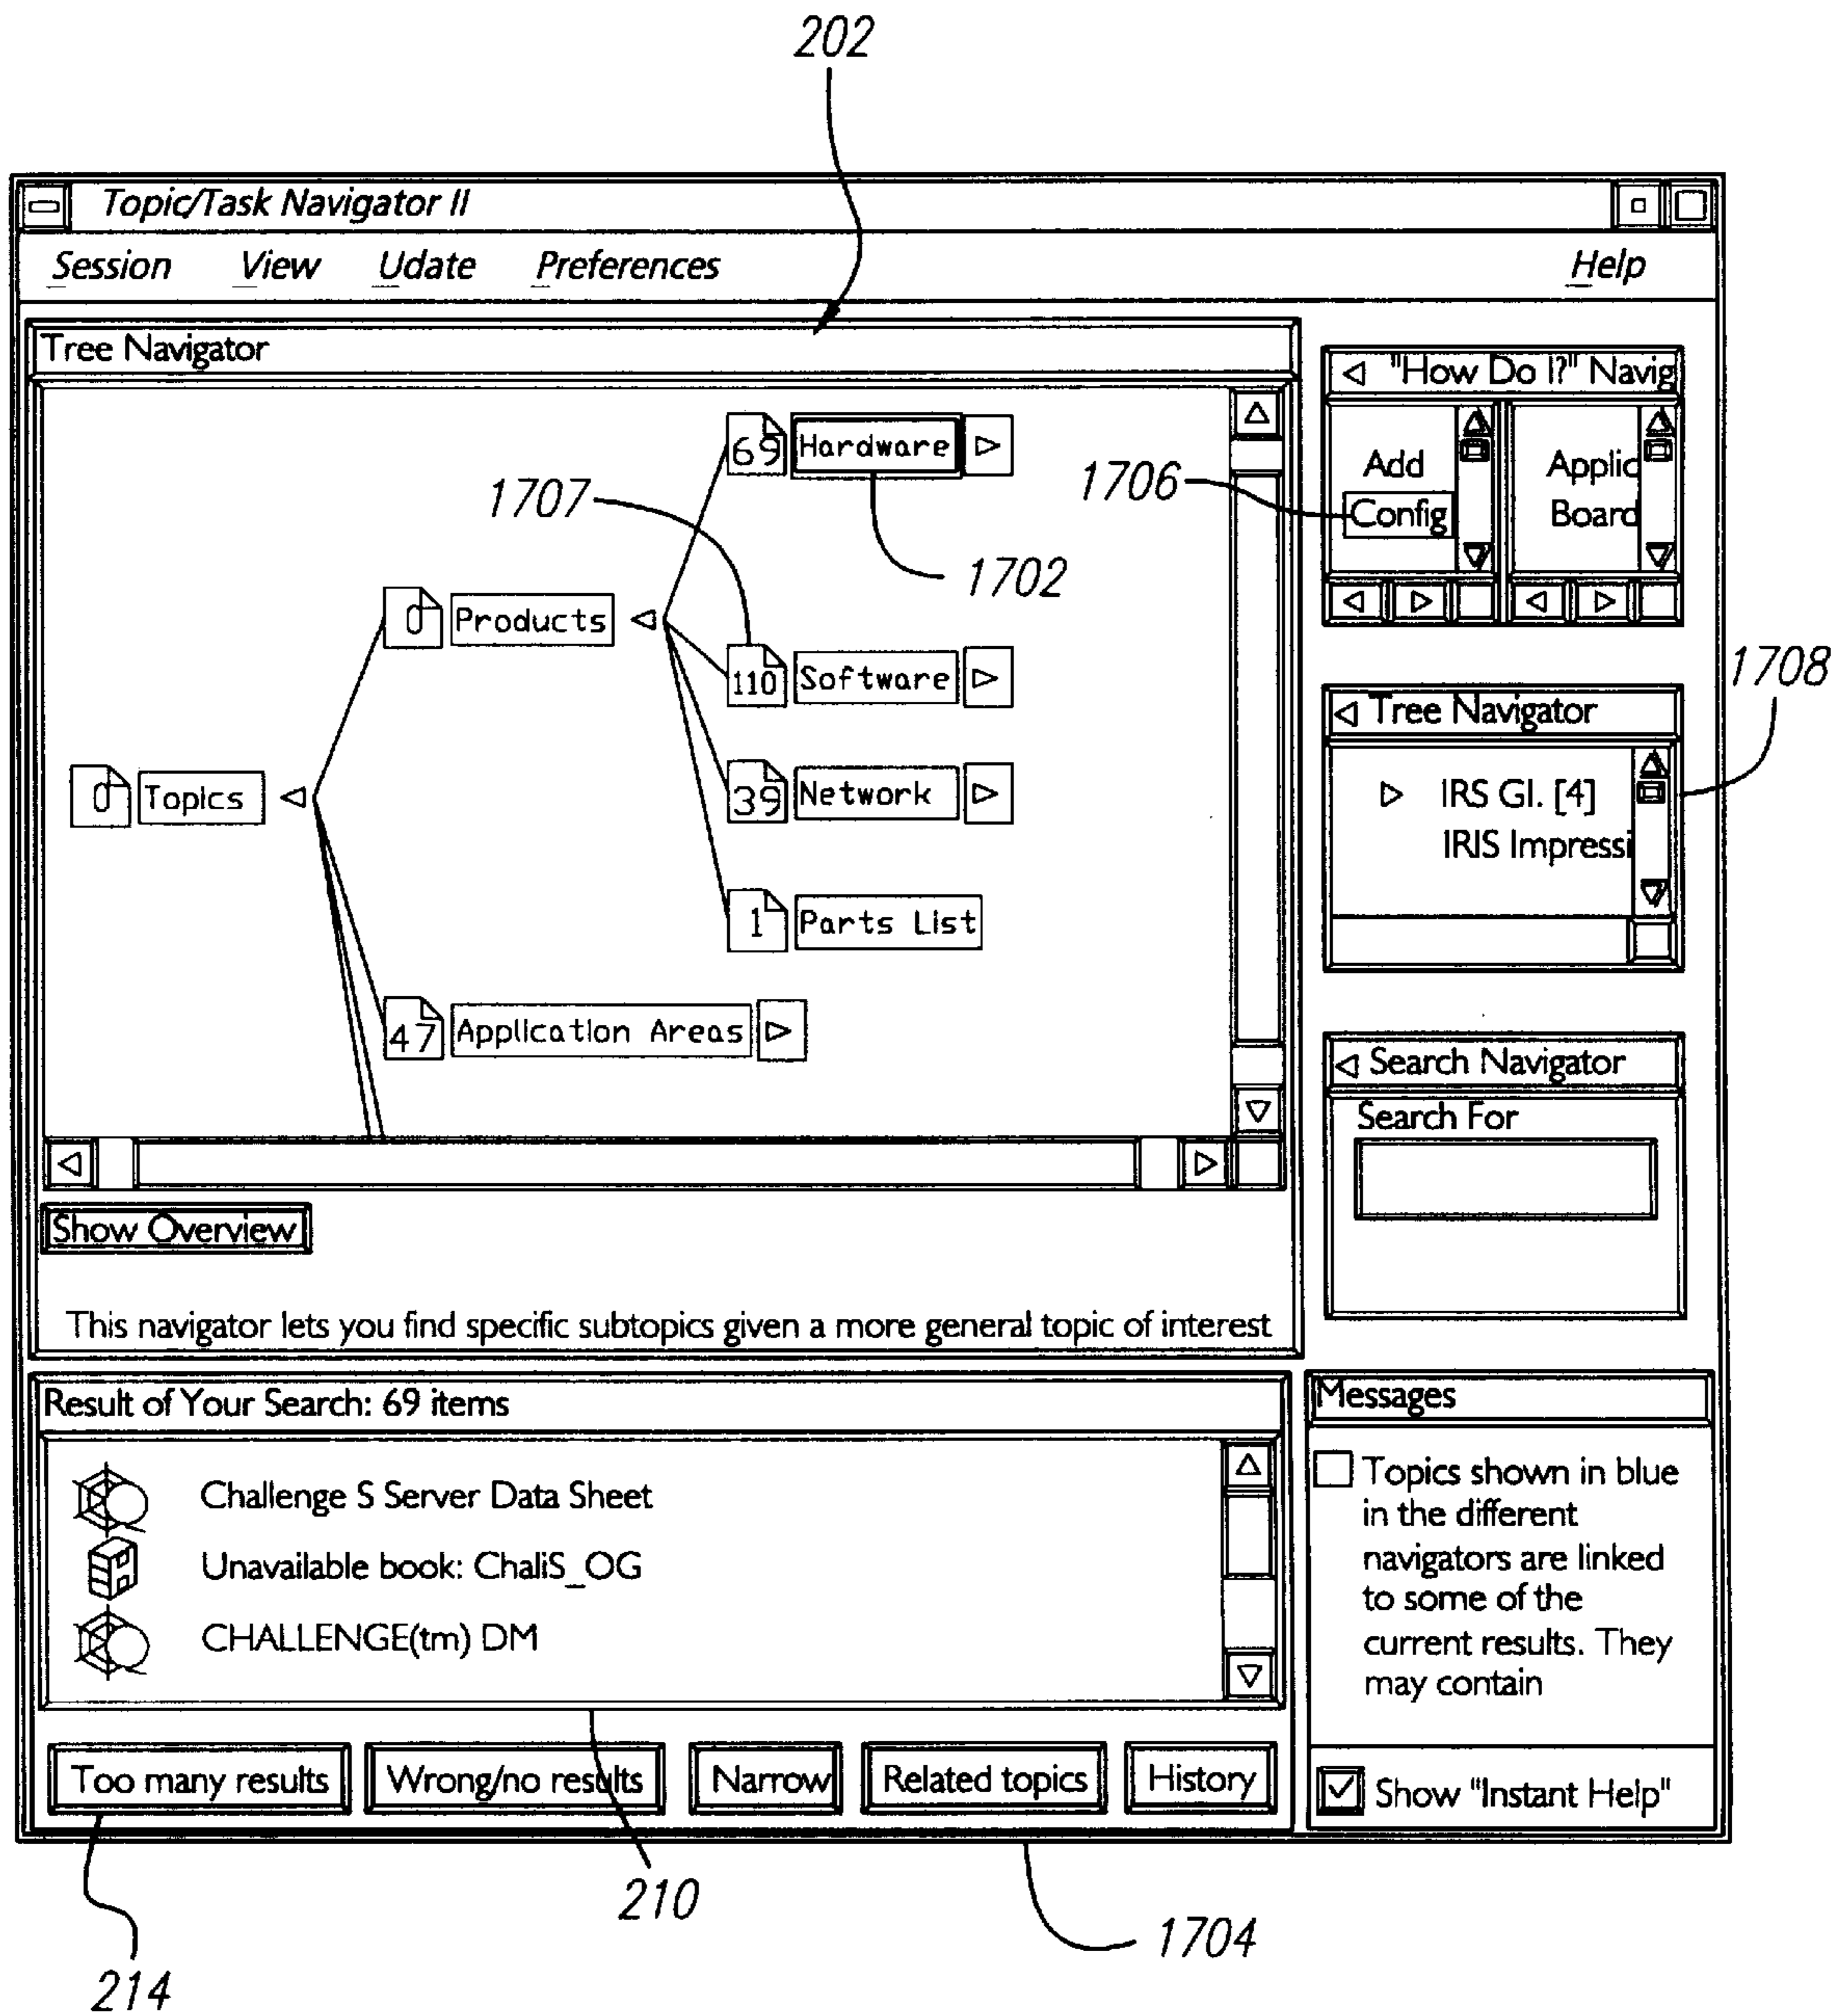 202
Topic/Task Navigator II
Session View Udate Preferences Help
Tree Navigator
69 Hardware
1707
1702
0 Products
110 Software
0 Topics
39 Network
1 Parts List
47 Application Areas
Show Overview
This navigator lets you find specific subtopics given a more general topic of interest
"How Do I?" Navig
Add
Config
Applic
Board
1706
1708
Tree Navigator
IRS GI. [4]
IRIS Impressi
Search Navigator
Search For
Result of Your Search: 69 items
Challenge S Server Data Sheet
Unavailable book: ChaliS_OG
CHALLENGE(tm) DM
Too many results Wrong/no results Narrow Related topics History
Messages
Topics shown in blue
in the different
navigators are linked
to some of the
current results. They
may contain
Show "Instant Help"
210
1704
214